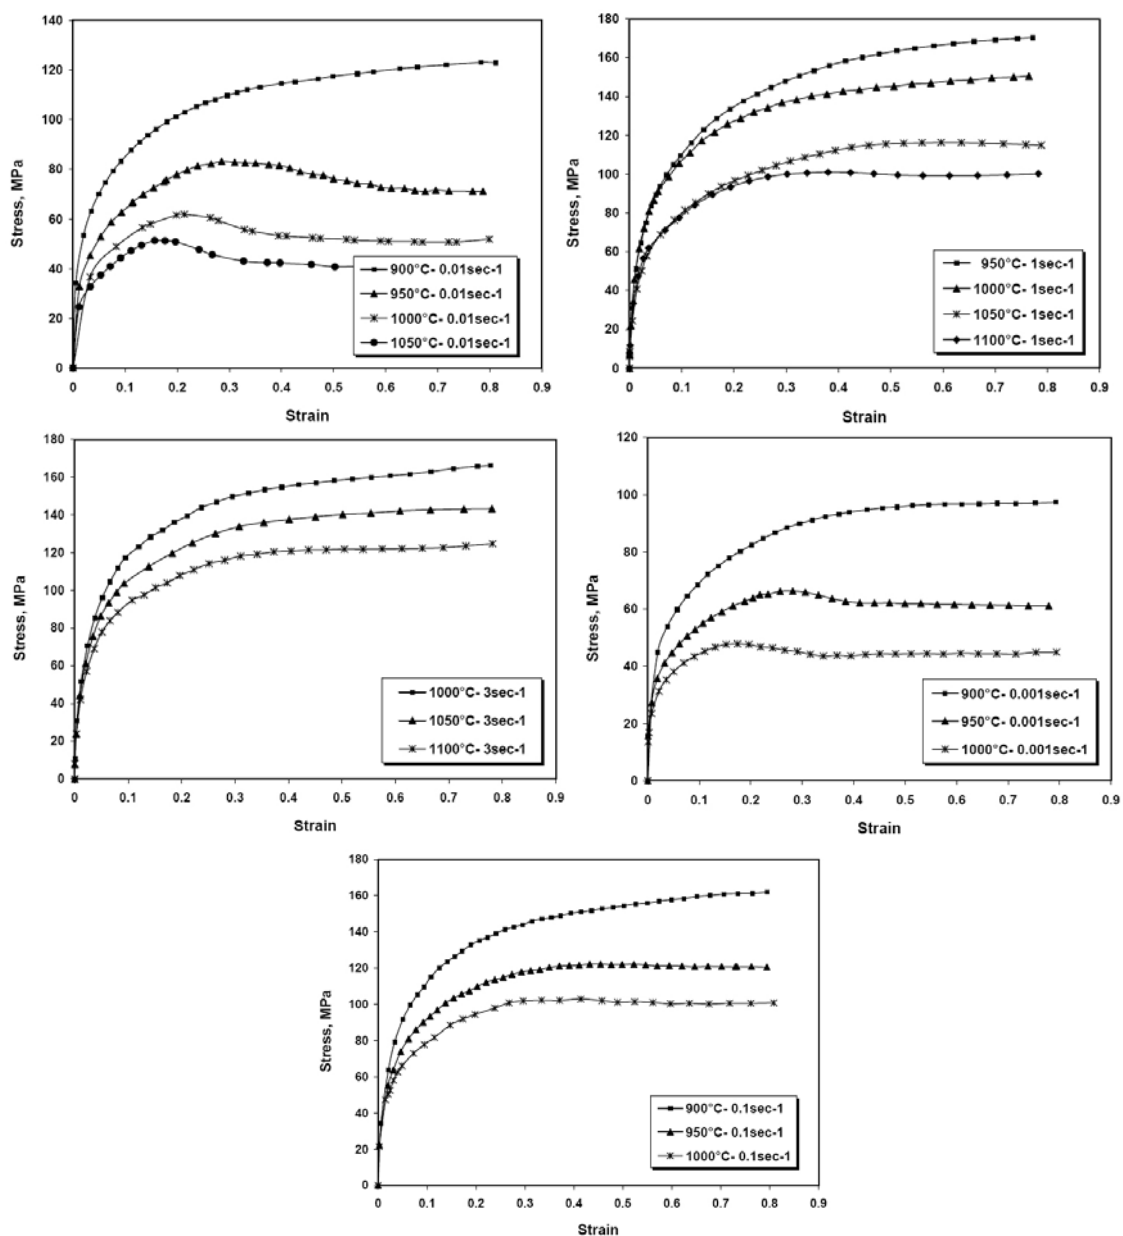 140
120
100
80
60
40
20
0
Stress, MPa
0 0.1 0.2 0.3 0.4 0.5 0.6 0.7 0.8 0.9
Strain
900°C- 0.01sec-1
950°C- 0.01sec-1
1000°C- 0.01sec-1
1050°C- 0.01sec-1
180
160
140
120
100
80
60
40
20
0
Stress, MPa
0 0.1 0.2 0.3 0.4 0.5 0.6 0.7 0.8 0.9
Strain
950°C- 1sec-1
1000°C- 1sec-1
1050°C- 1sec-1
1100°C- 1sec-1
180
160
140
120
100
80
60
40
20
0
Stress, MPa
0 0.1 0.2 0.3 0.4 0.5 0.6 0.7 0.8 0.9
Strain
1000°C- 3sec-1
1050°C- 3sec-1
1100°C- 3sec-1
120
100
80
60
40
20
0
Stress, MPa
0 0.1 0.2 0.3 0.4 0.5 0.6 0.7 0.8 0.9
Strain
900°C- 0.001sec-1
950°C- 0.001sec-1
1000°C- 0.001sec-1
180
160
140
120
100
80
60
40
20
0
Stress, MPa
0 0.1 0.2 0.3 0.4 0.5 0.6 0.7 0.8 0.9
Strain
900°C- 0.1sec-1
950°C- 0.1sec-1
1000°C- 0.1sec-1